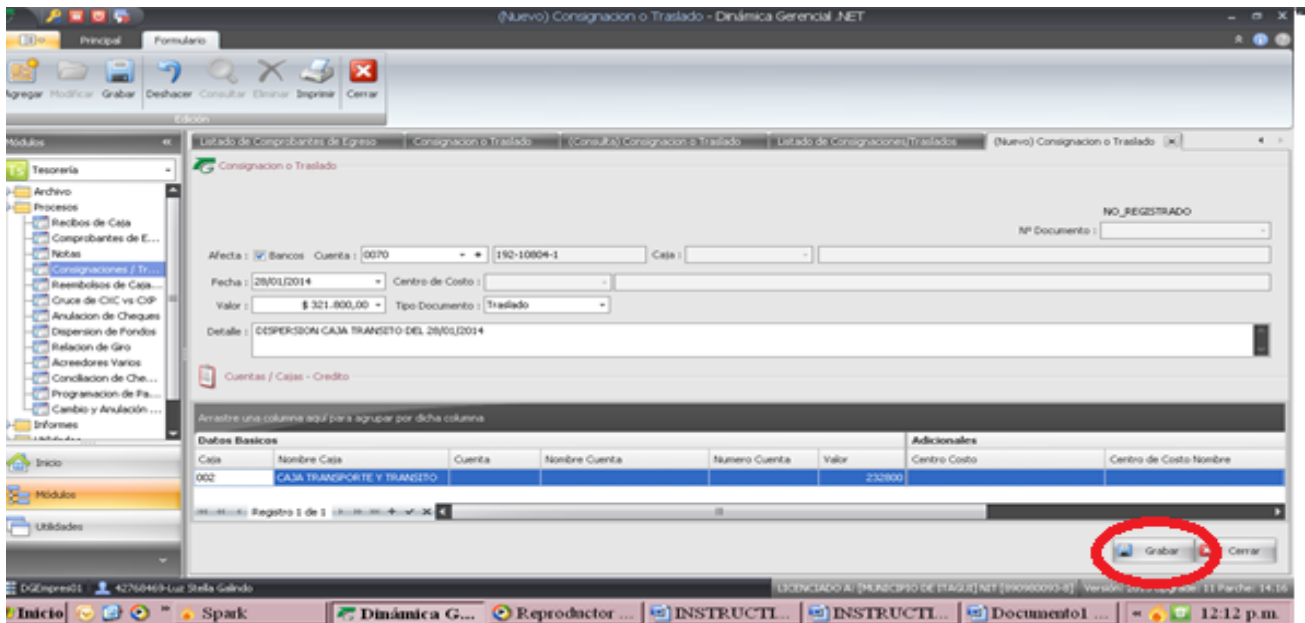 (Nuevo) Consignacion o Traslado - Dinámica Gerencial .NET
Principal Formulario
Agregar Modificar Grabar Deshacer Consultar Eliminar Imprimir Cerrar
Edición
Módulos
Listado de Comprobantes de Egreso Consignacion o Traslado (Consulta) Consignacion o Traslado Listado de Consignaciones/Traslados (Nuevo) Consignacion o Traslado
TS Tesorería
Consignacion o Traslado
Archivo
Procesos
Recibos de Caja
Comprobantes de E...
Notas
Consignaciones / Tr...
Reembolsos de Caja...
Cruce de CXC vs CXP
Anulacion de Cheques
Dispersion de Fondos
Relacion de Giro
Acreedores Varios
Conciliacion de Che...
Programacion de Pa...
Cambio y Anulación ...
Informes
Inicio
Módulos
Utilidades
NO_REGISTRADO
Nº Documento :
Afecta : Bancos Cuenta : 0070 192-10804-1 Caja :
Fecha : 28/01/2014 Centro de Costo :
Valor : $ 321.800,00 Tipo Documento : Traslado
Detalle : DISPERSION CAJA TRANSITO DEL 28/01/2014
Cuentas / Cajas - Credito
Arrastre una columna aquí para agrupar por dicha columna
Datos Basicos Adicionales
Caja Nombre Caja Cuenta Nombre Cuenta Numero Cuenta Valor Centro Costo Centro de Costo Nombre
002 CAJA TRANSPORTE Y TRANSITO 232800
Registro 1 de 1
Grabar Cerrar
DGEmpres01 42768469-Luz Stella Galindo LICENCIADO A: [MUNICIPIO DE ITAGUI] NIT [890980093-8] 11 Parche: 14.16
Inicio Spark Dinámica G... Reproductor ... INSTRUCTI... INSTRUCTI... Documento1 ... 12:12 p.m.